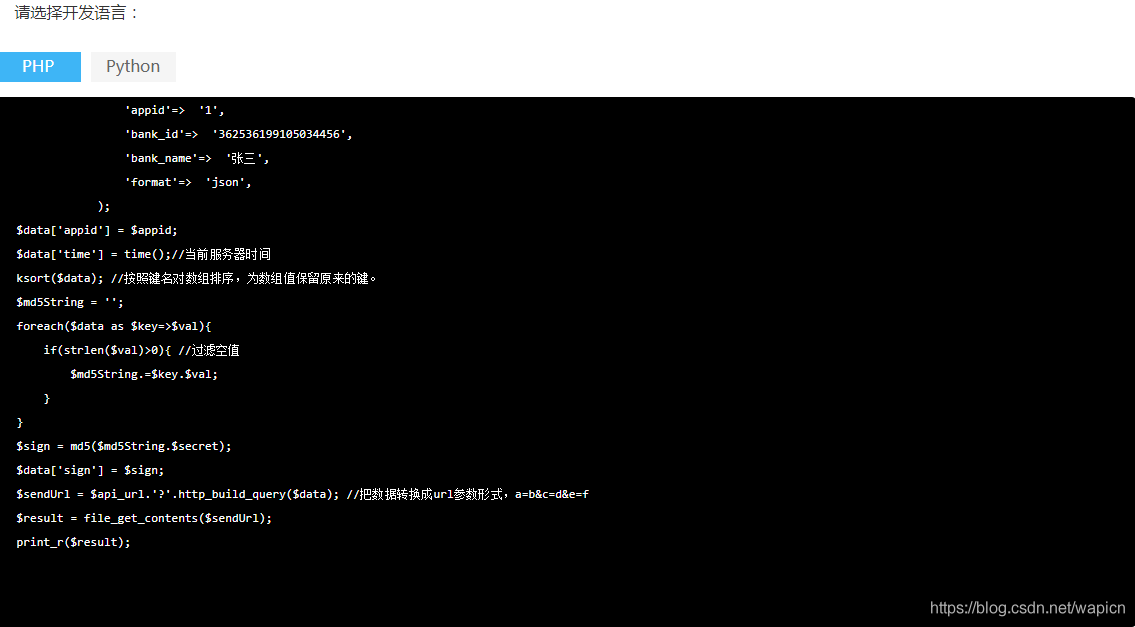 请选择开发语言：
PHP Python
'appid'=> '1',
'bank_id'=> '362536199105034456',
'bank_name'=> '张三',
'format'=> 'json',
);
$data['appid'] = $appid;
$data['time'] = time();//当前服务器时间
ksort($data); //按照键名对数组排序，为数组值保留原来的键。
$md5String = '';
foreach($data as $key=>$val){
if(strlen($val)>0){ //过滤空值
$md5String.=$key.$val;
}
}
$sign = md5($md5String.$secret);
$data['sign'] = $sign;
$sendUrl = $api_url.'?'.http_build_query($data); //把数据转换成url参数形式，a=b&c=d&e=f
$result = file_get_contents($sendUrl);
print_r($result);
https://blog.csdn.net/wapicn